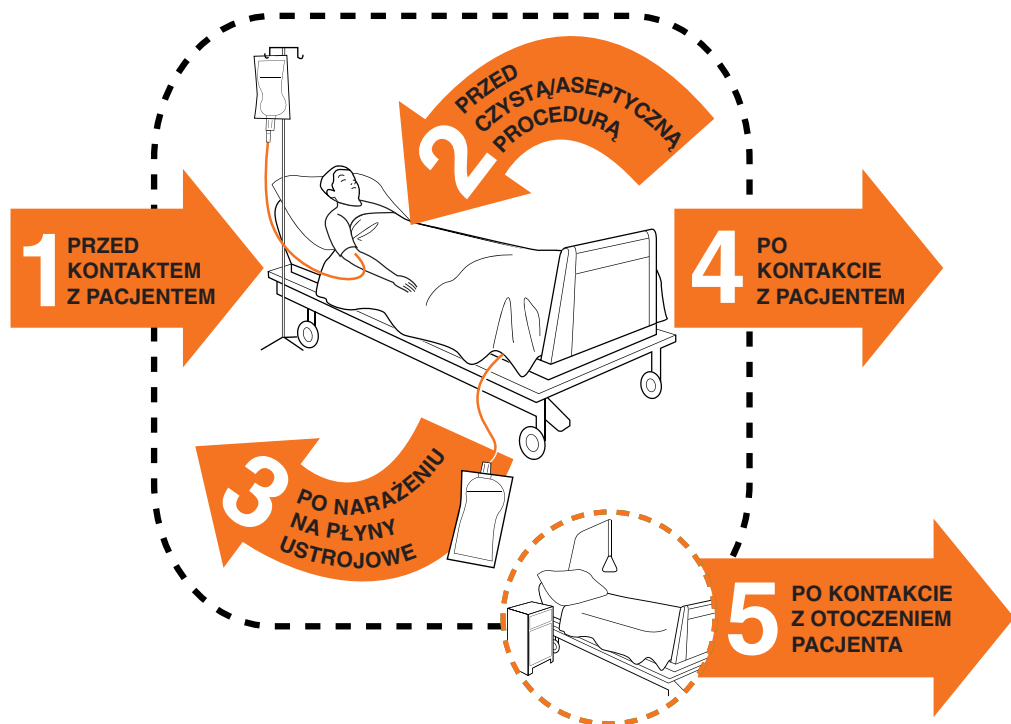 1
PRZED
KONTAKTEM
Z PACJENTEM
2
PRZED
CZYSTĄ/ASEPTYCZNĄ
PROCEDURĄ
3
PO NARAŻENIU
NA PŁYNY
USTROJOWE
4
PO
KONTAKCIE
Z PACJENTEM
5
PO KONTAKCIE
Z OTOCZENIEM
PACJENTA